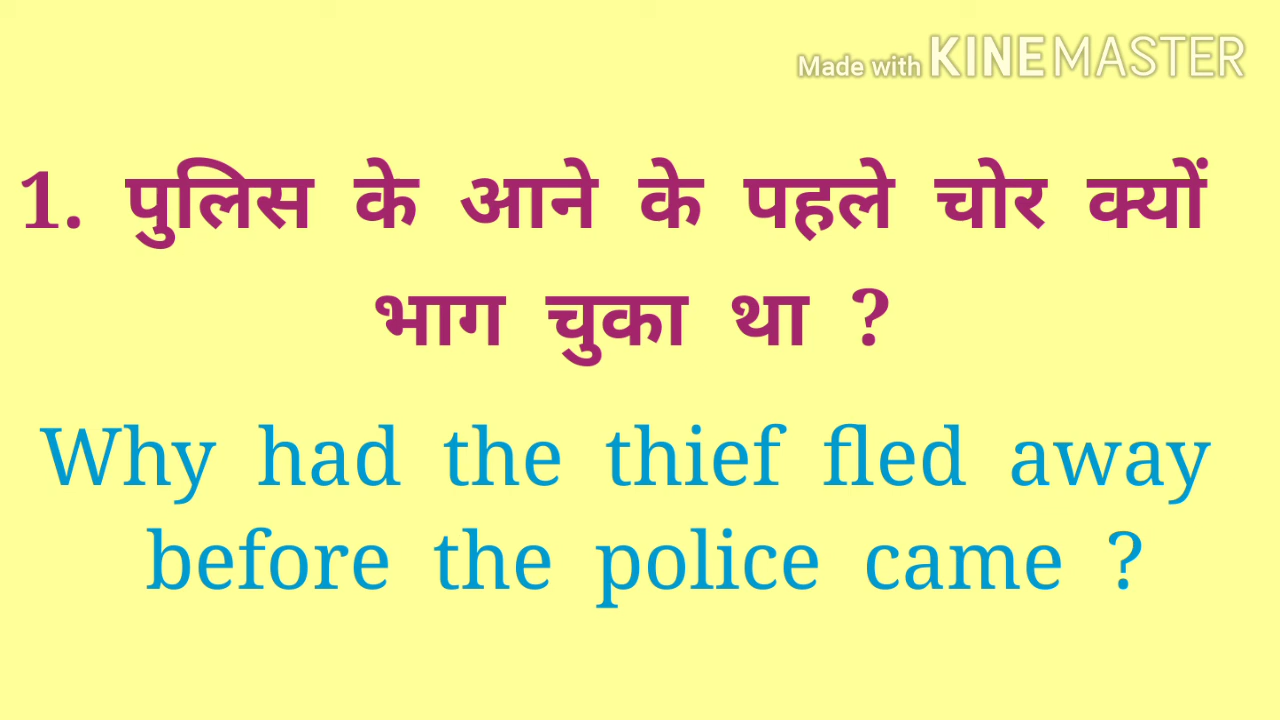 Made with KINEMASTER
1. पुलिस के आने के पहले चोर क्यों
भाग चुका था ?
Why had the thief fled away
before the police came ?